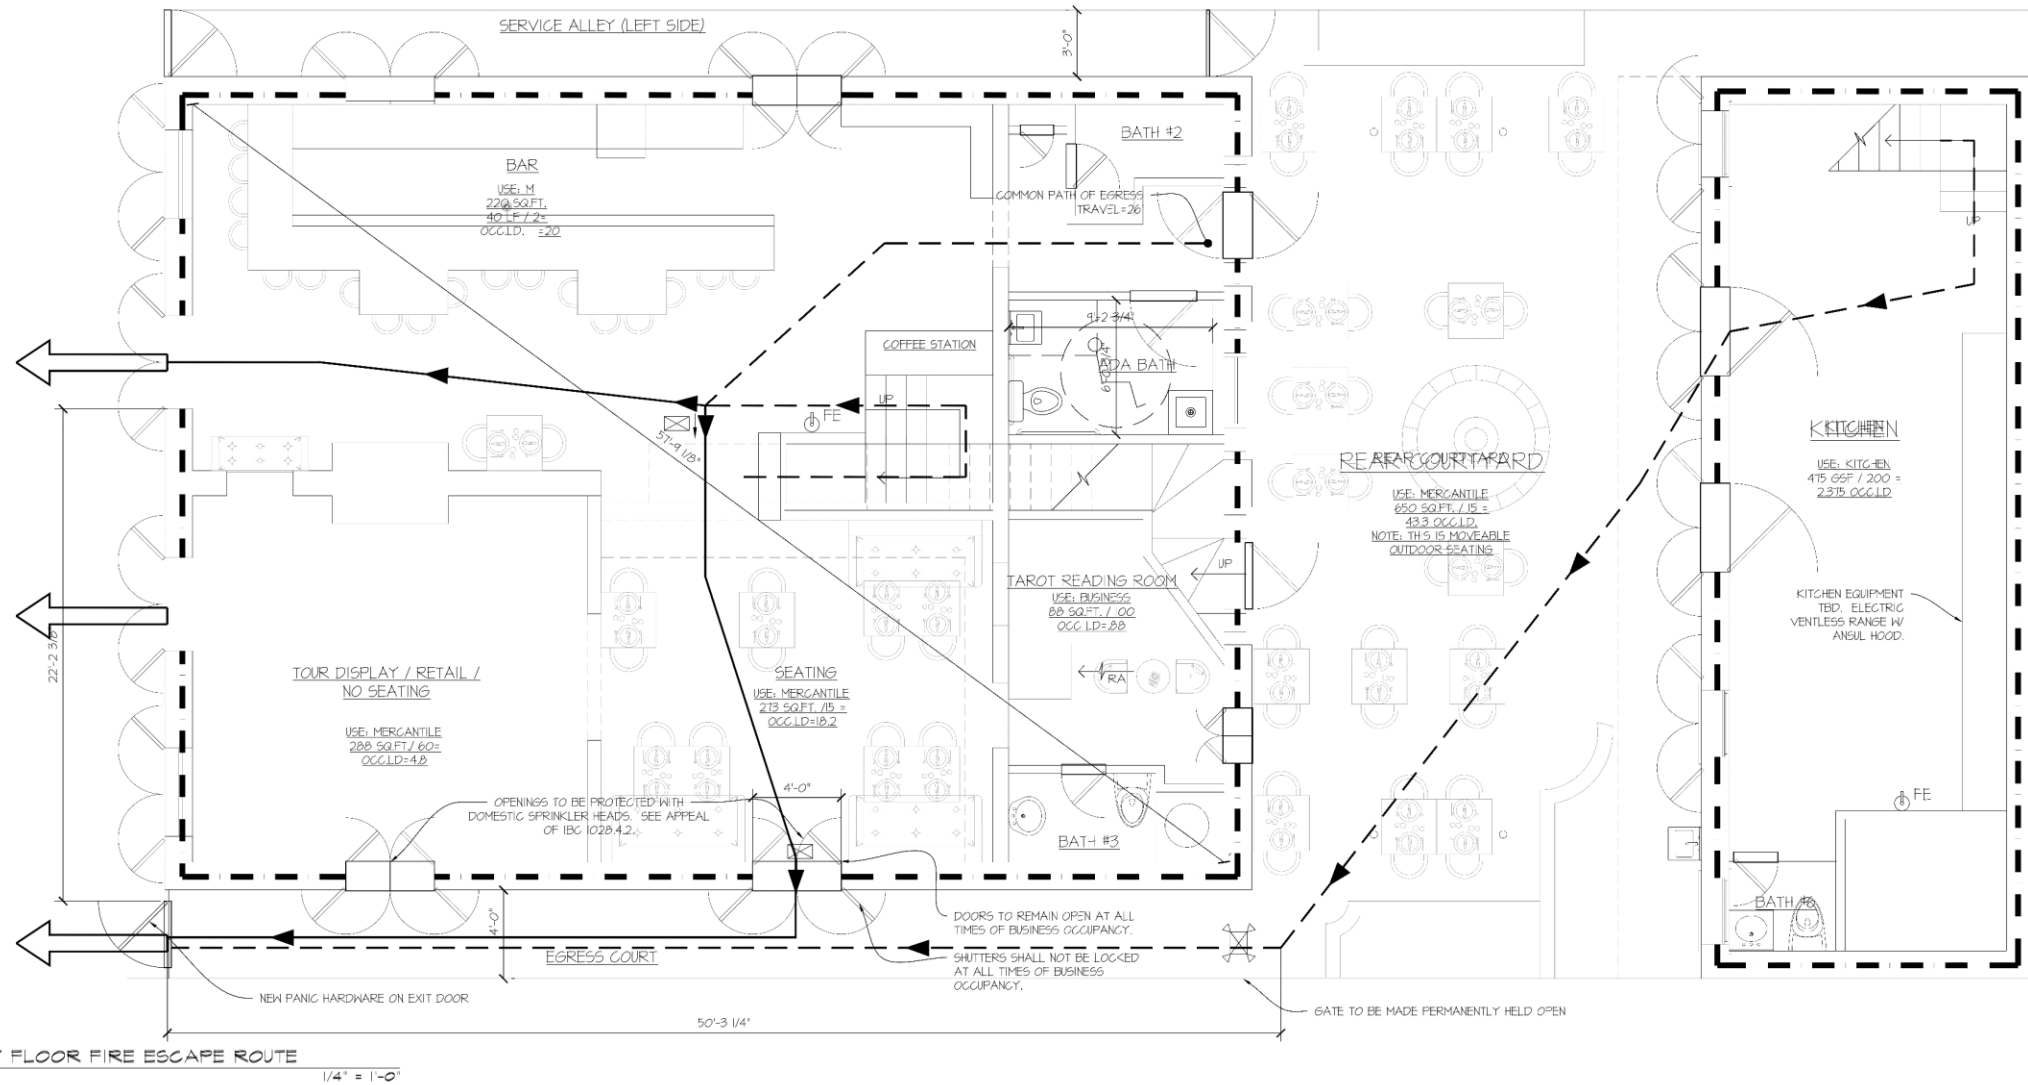 SERVICE ALLEY (LEFT SIDE)
3'-0"
BAR
USE: M
220 SQ.FT.
40 LF / 2=
OCC.LD. =20
BATH #2
COMMON PATH OF EGRESS
TRAVEL=26
UP
COFFEE STATION
9'-2 3/4"
ADA BATH
UP
FE
57'-9 1/8"
KITCHEN
USE: KITCHEN
475 GSF / 200 =
2.375 OCC.LD
REAR COURTYARD
USE: MERCANTILE
650 SQ.FT. / 15 =
43.3 OCC.LD.
NOTE: THIS IS MOVEABLE
OUTDOOR SEATING
UP
TAROT READING ROOM
USE: BUSINESS
88 SQ.FT. / 100
OCC LD=.88
KITCHEN EQUIPMENT
TBD. ELECTRIC
VENTLESS RANGE W/
ANSUL HOOD.
22'-2 3/8"
TOUR DISPLAY / RETAIL /
NO SEATING
USE: MERCANTILE
288 SQ.FT./ 60=
OCC.LD=4.8
SEATING
USE: MERCANTILE
273 SQ.FT. /15 =
OCC.LD=18.2
RA
4'-0"
OPENINGS TO BE PROTECTED WITH
DOMESTIC SPRINKLER HEADS. SEE APPEAL
OF IBC 1028.4.2.
BATH #3
FE
BATH #6
4'-0"
DOORS TO REMAIN OPEN AT ALL
TIMES OF BUSINESS OCCUPANCY.
EGRESS COURT
SHUTTERS SHALL NOT BE LOCKED
AT ALL TIMES OF BUSINESS
OCCUPANCY.
NEW PANIC HARDWARE ON EXIT DOOR
GATE TO BE MADE PERMANENTLY HELD OPEN
50'-3 1/4"
FLOOR FIRE ESCAPE ROUTE
1/4" = 1'-0"